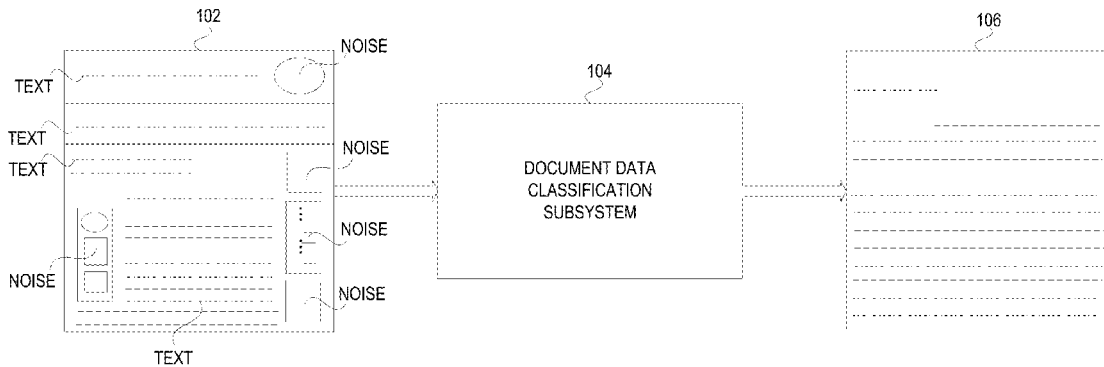 102
NOISE
TEXT
TEXT
TEXT
NOISE
NOISE
NOISE
NOISE
TEXT
104
DOCUMENT DATA
CLASSIFICATION
SUBSYSTEM
106